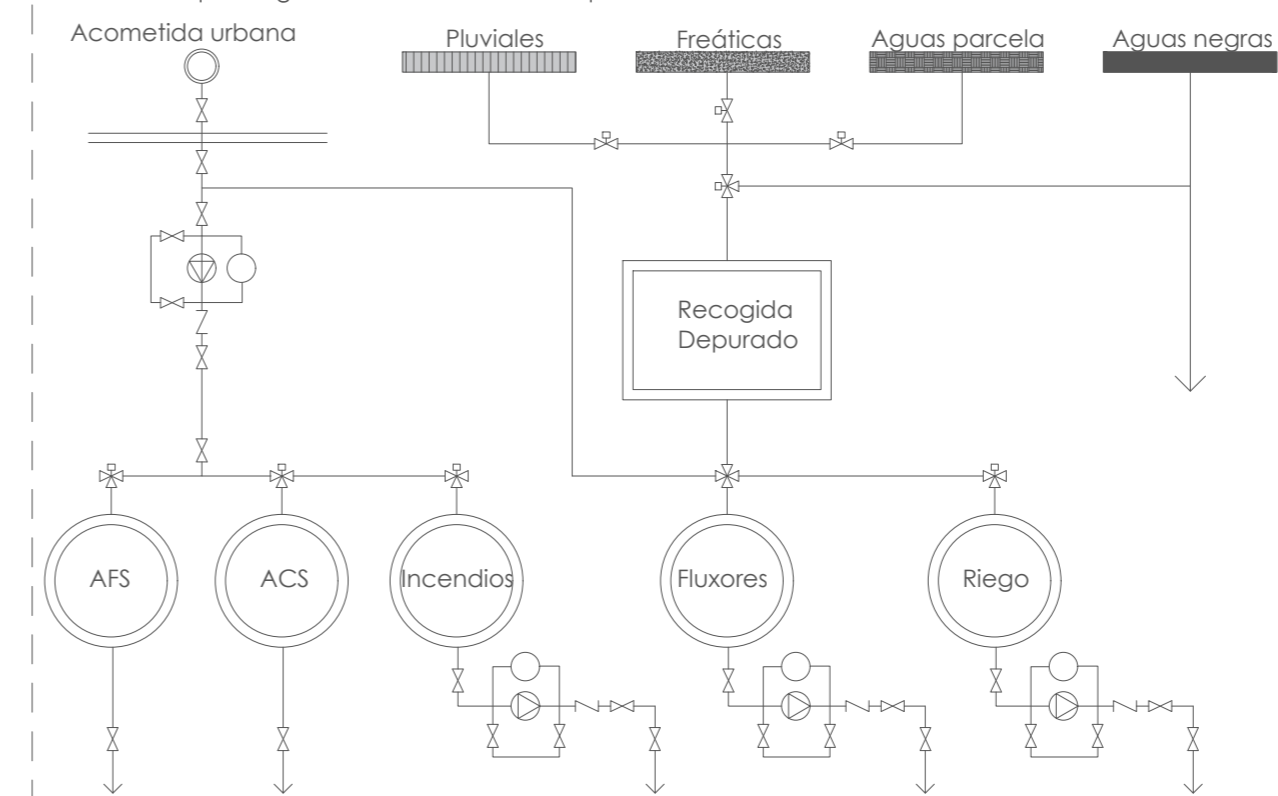 Acometida urbana
Pluviales
Freáticas
Aguas parcela
Aguas negras
Recogida
Depurado
AFS
ACS
Incendios
Fluxores
Riego